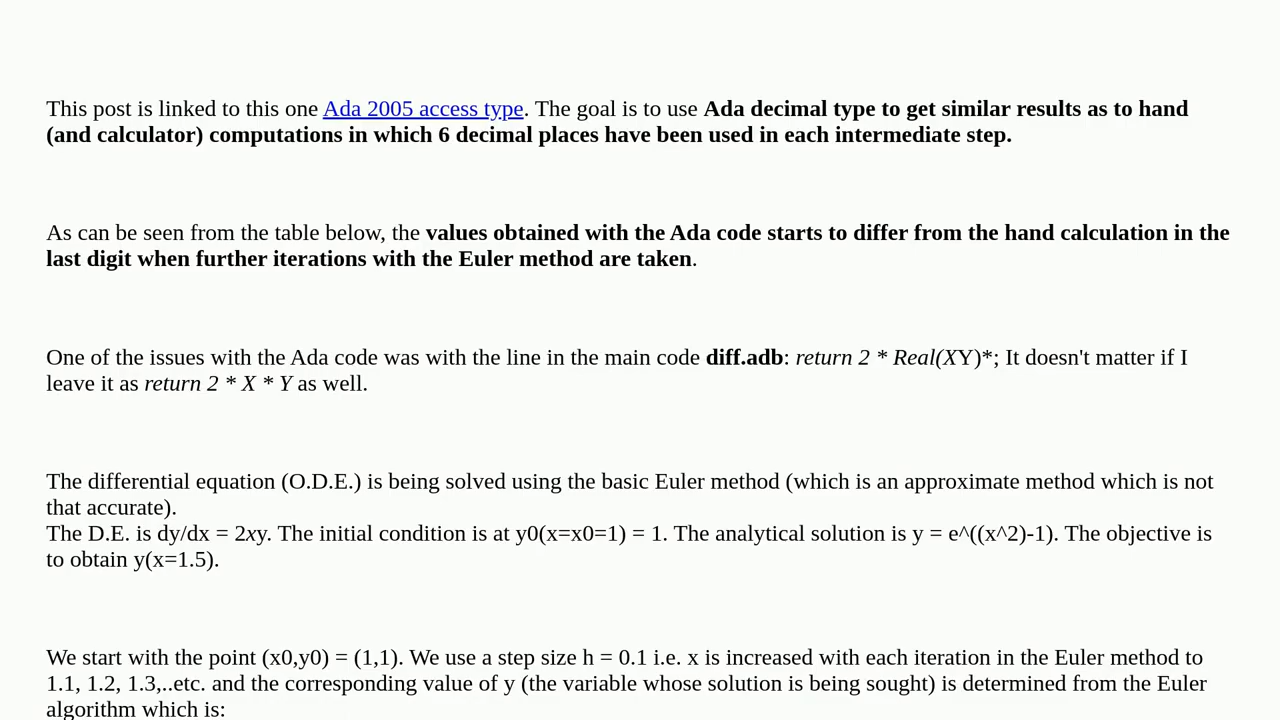 This post is linked to this one Ada 2005 access type. The goal is to use Ada decimal type to get similar results as to hand
(and calculator) computations in which 6 decimal places have been used in each intermediate step.
As can be seen from the table below, the values obtained with the Ada code starts to differ from the hand calculation in the
last digit when further iterations with the Euler method are taken.
One of the issues with the Ada code was with the line in the main code diff.adb: return 2 * Real(XY)*; It doesn't matter if I
leave it as return 2 * X * Y as well.
The differential equation (O.D.E.) is being solved using the basic Euler method (which is an approximate method which is not
that accurate).
The D.E. is dy/dx = 2xy. The initial condition is at y0(x=x0=1) = 1. The analytical solution is y = e^((x^2)-1). The objective is
to obtain y(x=1.5).
We start with the point (x0,y0) = (1,1). We use a step size h = 0.1 i.e. x is increased with each iteration in the Euler method to
1.1, 1.2, 1.3,..etc. and the corresponding value of y (the variable whose solution is being sought) is determined from the Euler
algorithm which is: